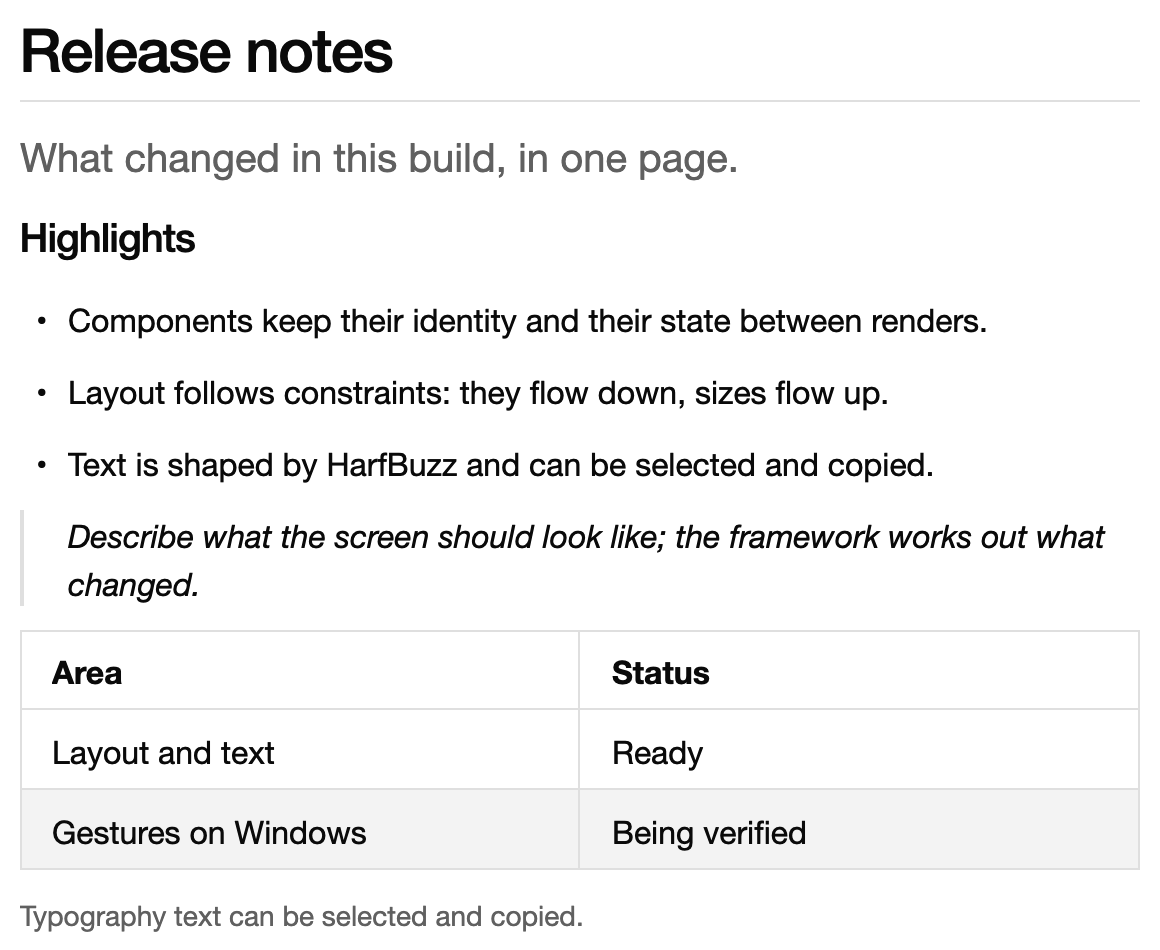 Release notes
What changed in this build, in one page.
Highlights
• Components keep their identity and their state between renders.
• Layout follows constraints: they flow down, sizes flow up.
• Text is shaped by HarfBuzz and can be selected and copied.
Describe what the screen should look like; the framework works out what
changed.
Area Status
Layout and text Ready
Gestures on Windows Being verified
Typography text can be selected and copied.